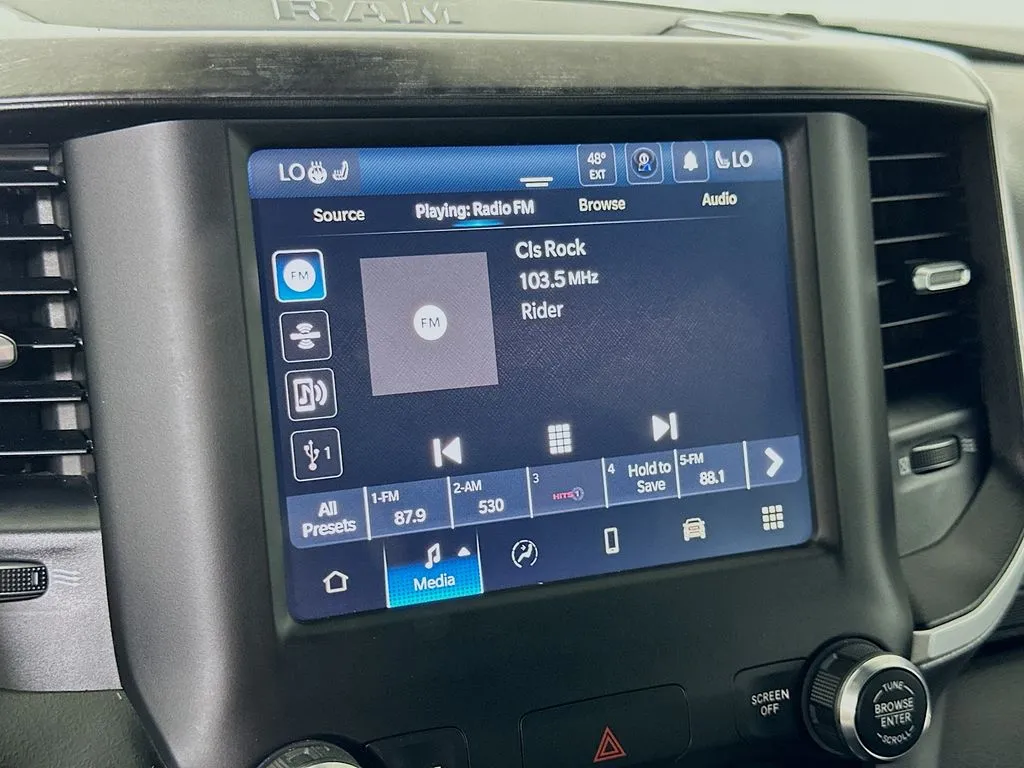 RAM
LO
48°
EXT
LO
Source
Playing: Radio FM
Browse
Audio
FM
Cls Rock
103.5 MHz
Rider
FM
1
All
Presets
1-FM
87.9
2-AM
530
3
HITS1
4
Hold to
Save
5-FM
88.1
Media
SCREEN
OFF
TUNE
BROWSE
ENTER
SCROLL